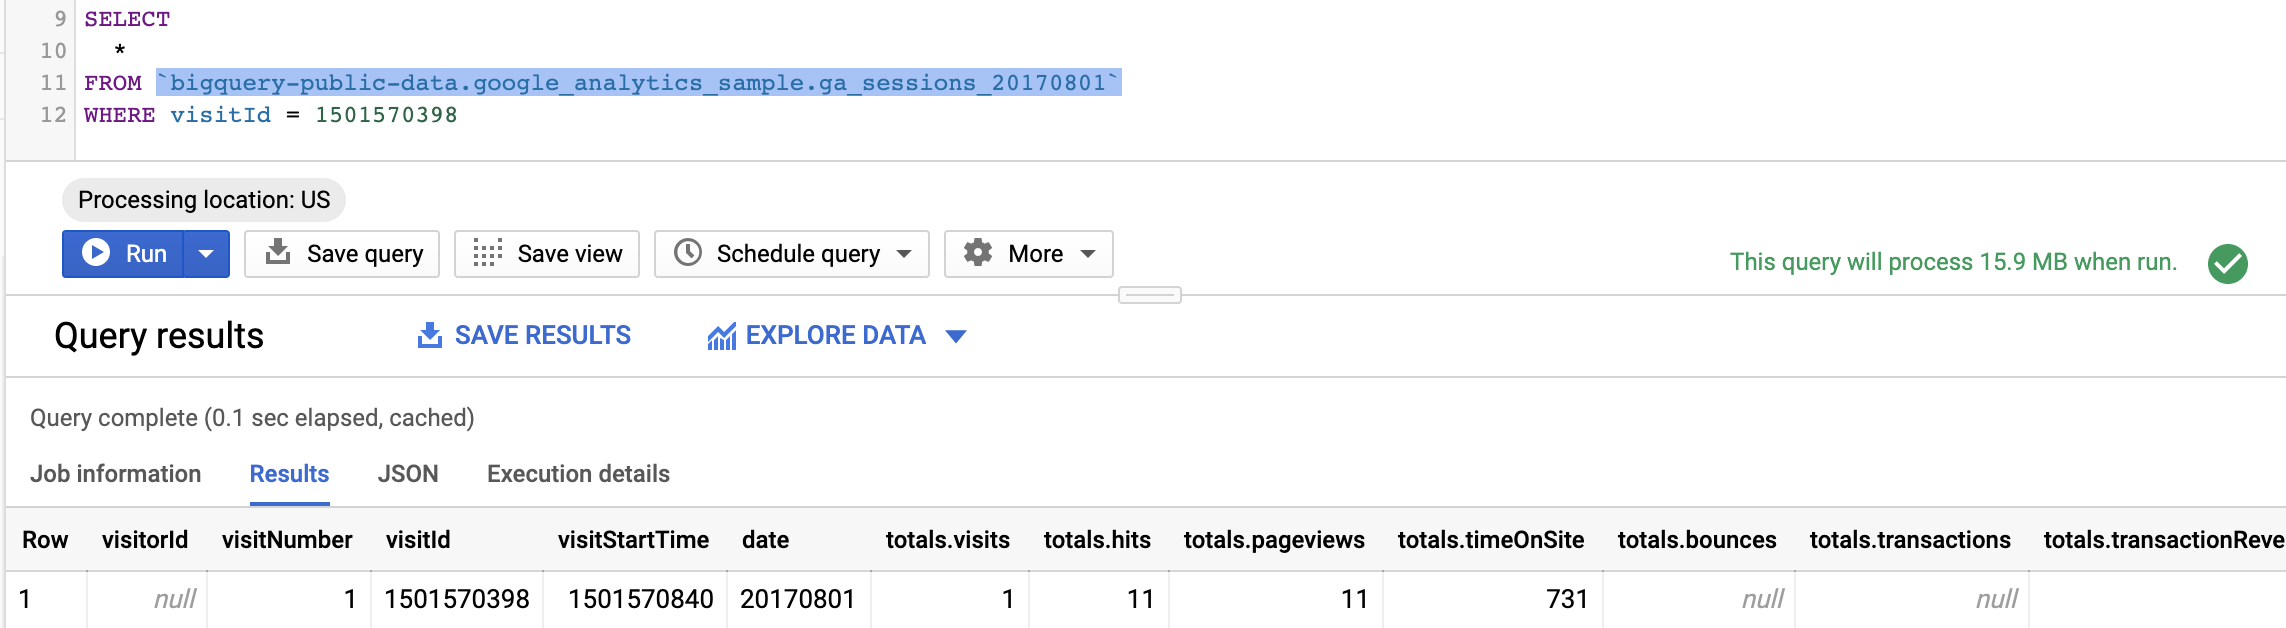 9 SELECT
10 *
11 FROM `bigquery-public-data.google_analytics_sample.ga_sessions_20170801`
12 WHERE visitId = 1501570398
Processing location: US
Run Save query Save view Schedule query More
This query will process 15.9 MB when run.
Query results SAVE RESULTS EXPLORE DATA
Query complete (0.1 sec elapsed, cached)
Job information Results JSON Execution details
Row visitorId visitNumber visitId visitStartTime date totals.visits totals.hits totals.pageviews totals.timeOnSite totals.bounces totals.transactions totals.transactionReve
1 null 1 1501570398 1501570840 20170801 1 11 11 731 null null